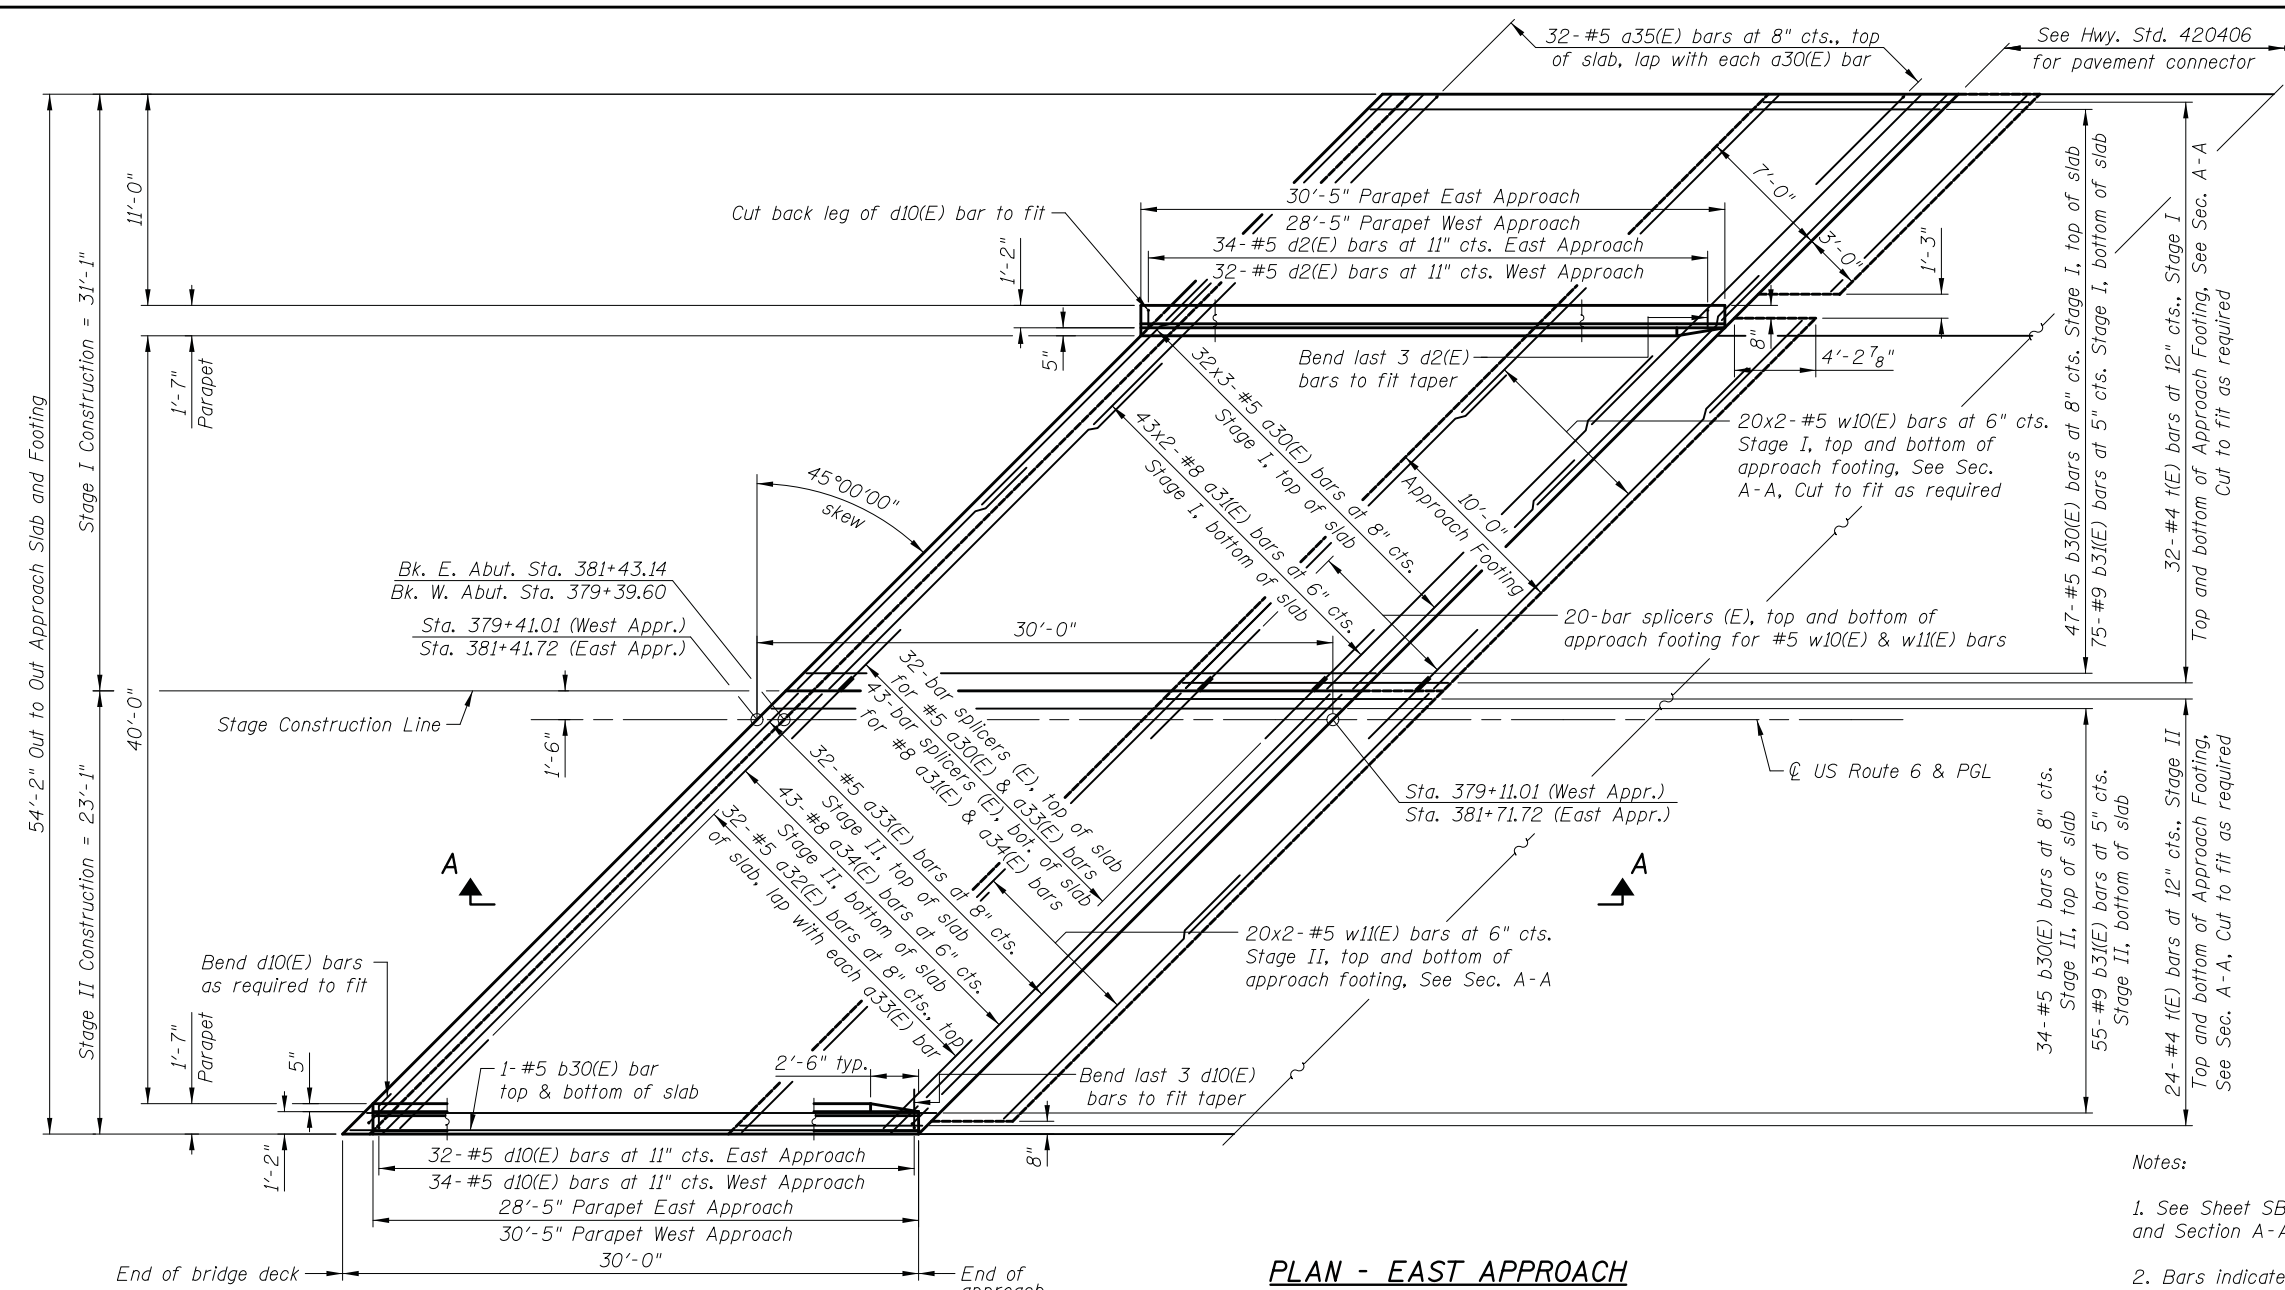 32-#5 a35(E) bars at 8" cts., top
of slab, lap with each a30(E) bar
See Hwy. Std. 420406
for pavement connector
54'-2" Out to Out Approach Slab and Footing
Stage I Construction = 31'-1"
Stage II Construction = 23'-1"
11'-0"
1'-7"
Parapet
40'-0"
Cut back leg of d10(E) bar to fit
1'-2"
5"
30'-5" Parapet East Approach
28'-5" Parapet West Approach
34-#5 d2(E) bars at 11" cts. East Approach
32-#5 d2(E) bars at 11" cts. West Approach
7'-0"
3'-0"
1'-3"
8"
4'-2⅞"
Bend last 3 d2(E)
bars to fit taper
32x3-#5 a30(E) bars at 8" cts.
Stage I, top of slab
43x2-#8 a31(E) bars at 6" cts.
Stage I, bottom of slab
10'-0"
Approach Footing
20x2-#5 w10(E) bars at 6" cts.
Stage I, top and bottom of
approach footing, See Sec.
A-A, Cut to fit as required
47-#5 b30(E) bars at 8" cts. Stage I, top of slab
75-#9 b31(E) bars at 5" cts. Stage I, bottom of slab
32-#4 t(E) bars at 12" cts., Stage I
Top and bottom of Approach Footing, See Sec. A-A
Cut to fit as required
45°00'00"
skew
Bk. E. Abut. Sta. 381+43.14
Bk. W. Abut. Sta. 379+39.60
Sta. 379+41.01 (West Appr.)
Sta. 381+41.72 (East Appr.)
30'-0"
20-bar splicers (E), top and bottom of
approach footing for #5 w10(E) & w11(E) bars
Stage Construction Line
1'-6"
32-bar splicers (E), top of slab
for #5 a30(E) & a33(E) bars
43-bar splicers (E), bot. of slab
for #8 a31(E) & a34(E) bars
℄ US Route 6 & PGL
Sta. 379+11.01 (West Appr.)
Sta. 381+71.72 (East Appr.)
32-#5 a33(E) bars at 8" cts.
Stage II, top of slab
43-#8 a34(E) bars at 6" cts.
Stage II, bottom of slab
32-#5 a32(E) bars at 8" cts., top
of slab, lap with each a33(E) bar
A
A
20x2-#5 w11(E) bars at 6" cts.
Stage II, top and bottom of
approach footing, See Sec. A-A
34-#5 b30(E) bars at 8" cts.
Stage II, top of slab
55-#9 b31(E) bars at 5" cts.
Stage II, bottom of slab
24-#4 t(E) bars at 12" cts., Stage II
Top and bottom of Approach Footing,
See Sec. A-A, Cut to fit as required
Bend d10(E) bars
as required to fit
1'-7"
Parapet
5"
1'-2"
1-#5 b30(E) bar
top & bottom of slab
2'-6" typ.
Bend last 3 d10(E)
bars to fit taper
8"
32-#5 d10(E) bars at 11" cts. East Approach
34-#5 d10(E) bars at 11" cts. West Approach
28'-5" Parapet East Approach
30'-5" Parapet West Approach
30'-0"
End of bridge deck
End of
approach
PLAN - EAST APPROACH
Notes:
1. See Sheet SB
and Section A-A
2. Bars indicate